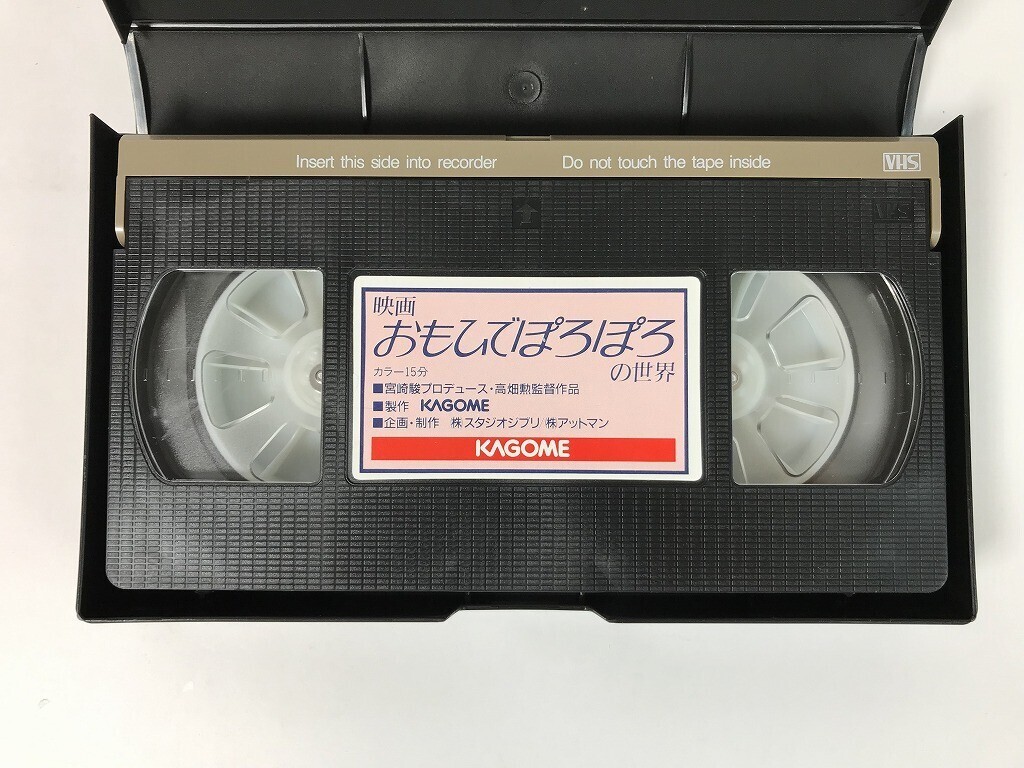 Insert this side into recorder Do not touch the tape inside VHS
VHS
映画
おもひでぽろぽろ
の世界
カラー15分
■宮崎駿プロデュース・高畑勲監督作品
■製作 KAGOME
■企画・制作 ㈱スタジオジブリ/㈱アットマン
KAGOME